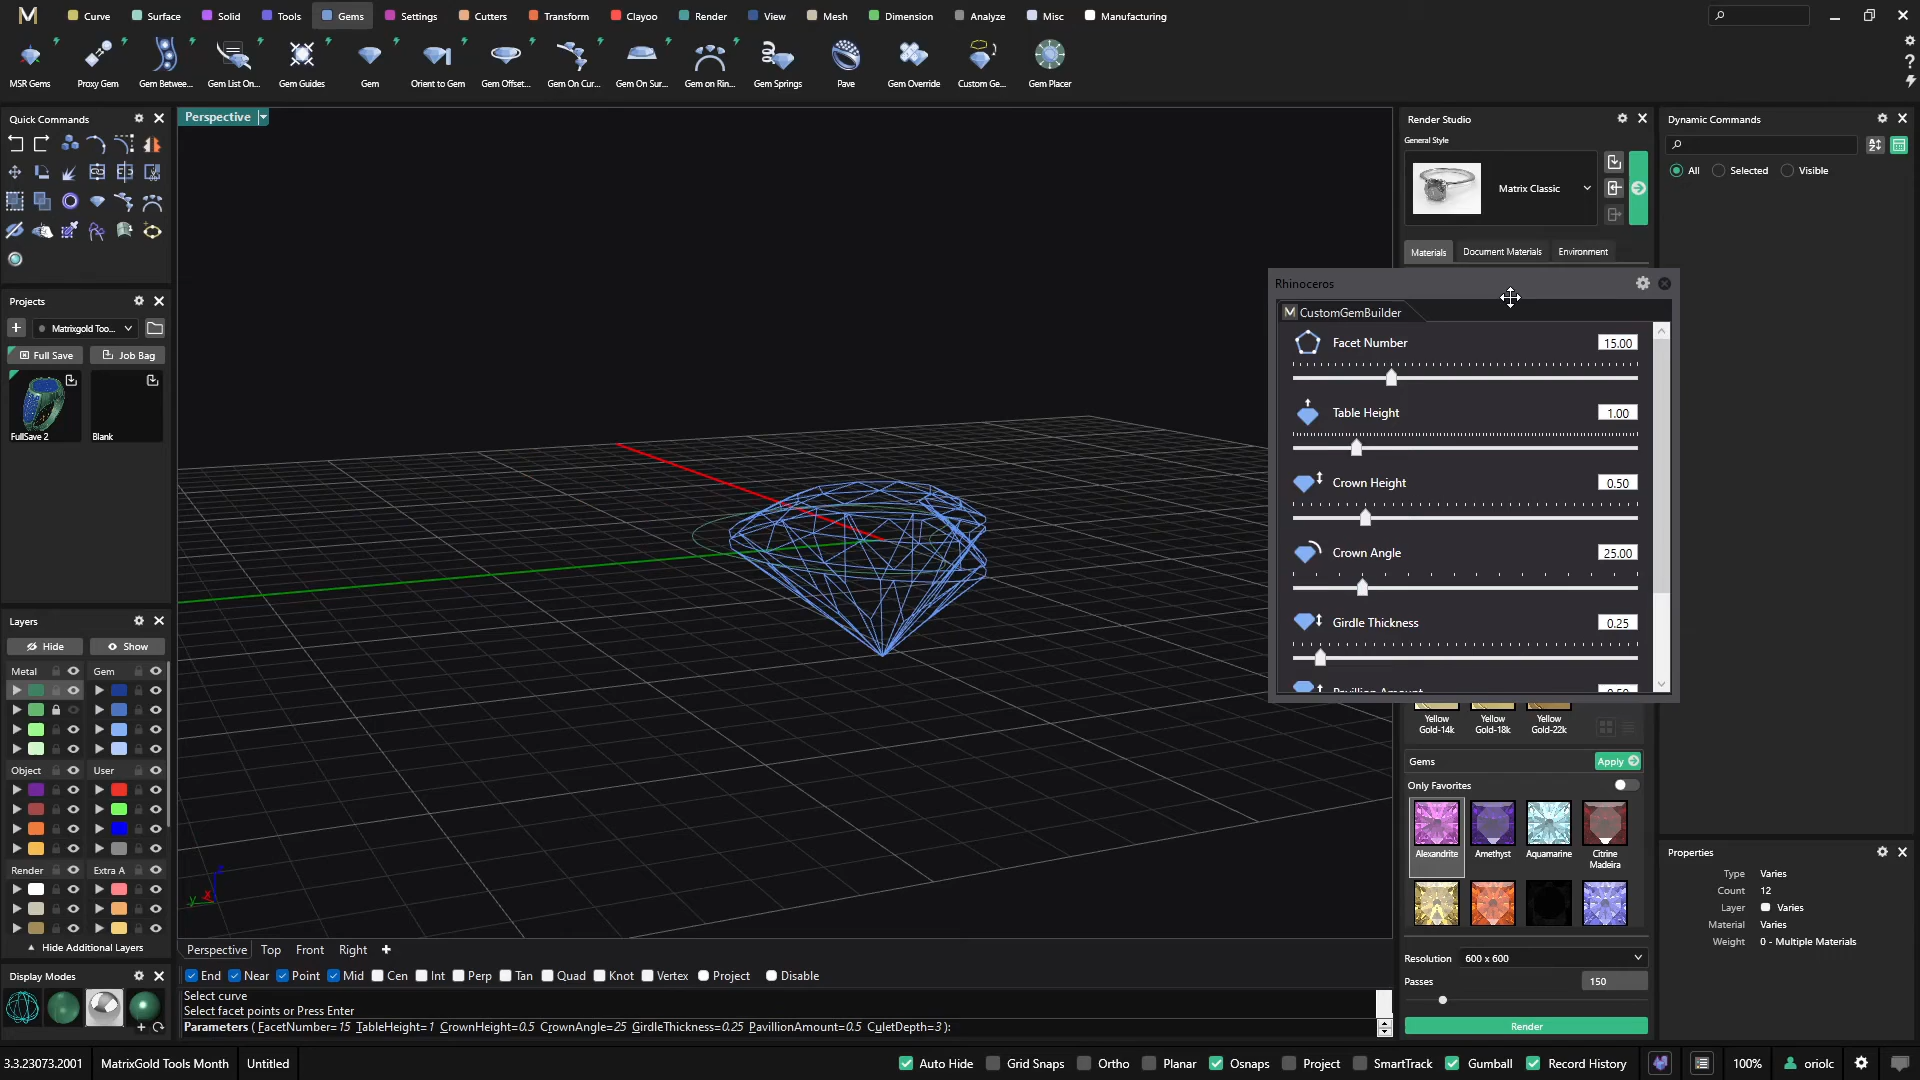 M Curve Surface Solid Tools Gems Settings Cutters Transform Clayoo Render View Mesh Dimension Analyze Misc Manufacturing
MSR Gems Proxy Gem Gem Betwee... Gem List On... Gem Guides Gem Orient to Gem Gem Offset... Gem On Cur... Gem On Sur... Gem on Rin... Gem Springs Pave Gem Override Custom Ge... Gem Placer
Quick Commands
Projects
Matrixgold Too...
Full Save Job Bag
FullSave 2 Blank
Layers
Hide Show
Metal Gem
Object User
Render Extra A
Hide Additional Layers
Display Modes
Perspective
Perspective Top Front Right
End Near Point Mid Cen Int Perp Tan Quad Knot Vertex Project Disable
Select curve
Select facet points or Press Enter
Parameters ( FacetNumber=15 TableHeight=1 CrownHeight=0.5 CrownAngle=25 GirdleThickness=0.25 PavillionAmount=0.5 CuletDepth=3 ):
Render Studio
General Style
Matrix Classic
Materials Document Materials Environment
Rhinoceros
M CustomGemBuilder
Facet Number 15.00
Table Height 1.00
Crown Height 0.50
Crown Angle 25.00
Girdle Thickness 0.25
Pavillion Amount 0.50
Yellow Gold-14k Yellow Gold-18k Yellow Gold-22k
Gems Apply
Only Favorites
Alexandrite Amethyst Aquamarine Citrine Madeira
Resolution 600 x 600
Passes 150
Render
Dynamic Commands
All Selected Visible
Properties
Type Varies
Count 12
Layer Varies
Material Varies
Weight 0 - Multiple Materials
3.3.23073.2001 MatrixGold Tools Month Untitled Auto Hide Grid Snaps Ortho Planar Osnaps Project SmartTrack Gumball Record History 100% oriolc